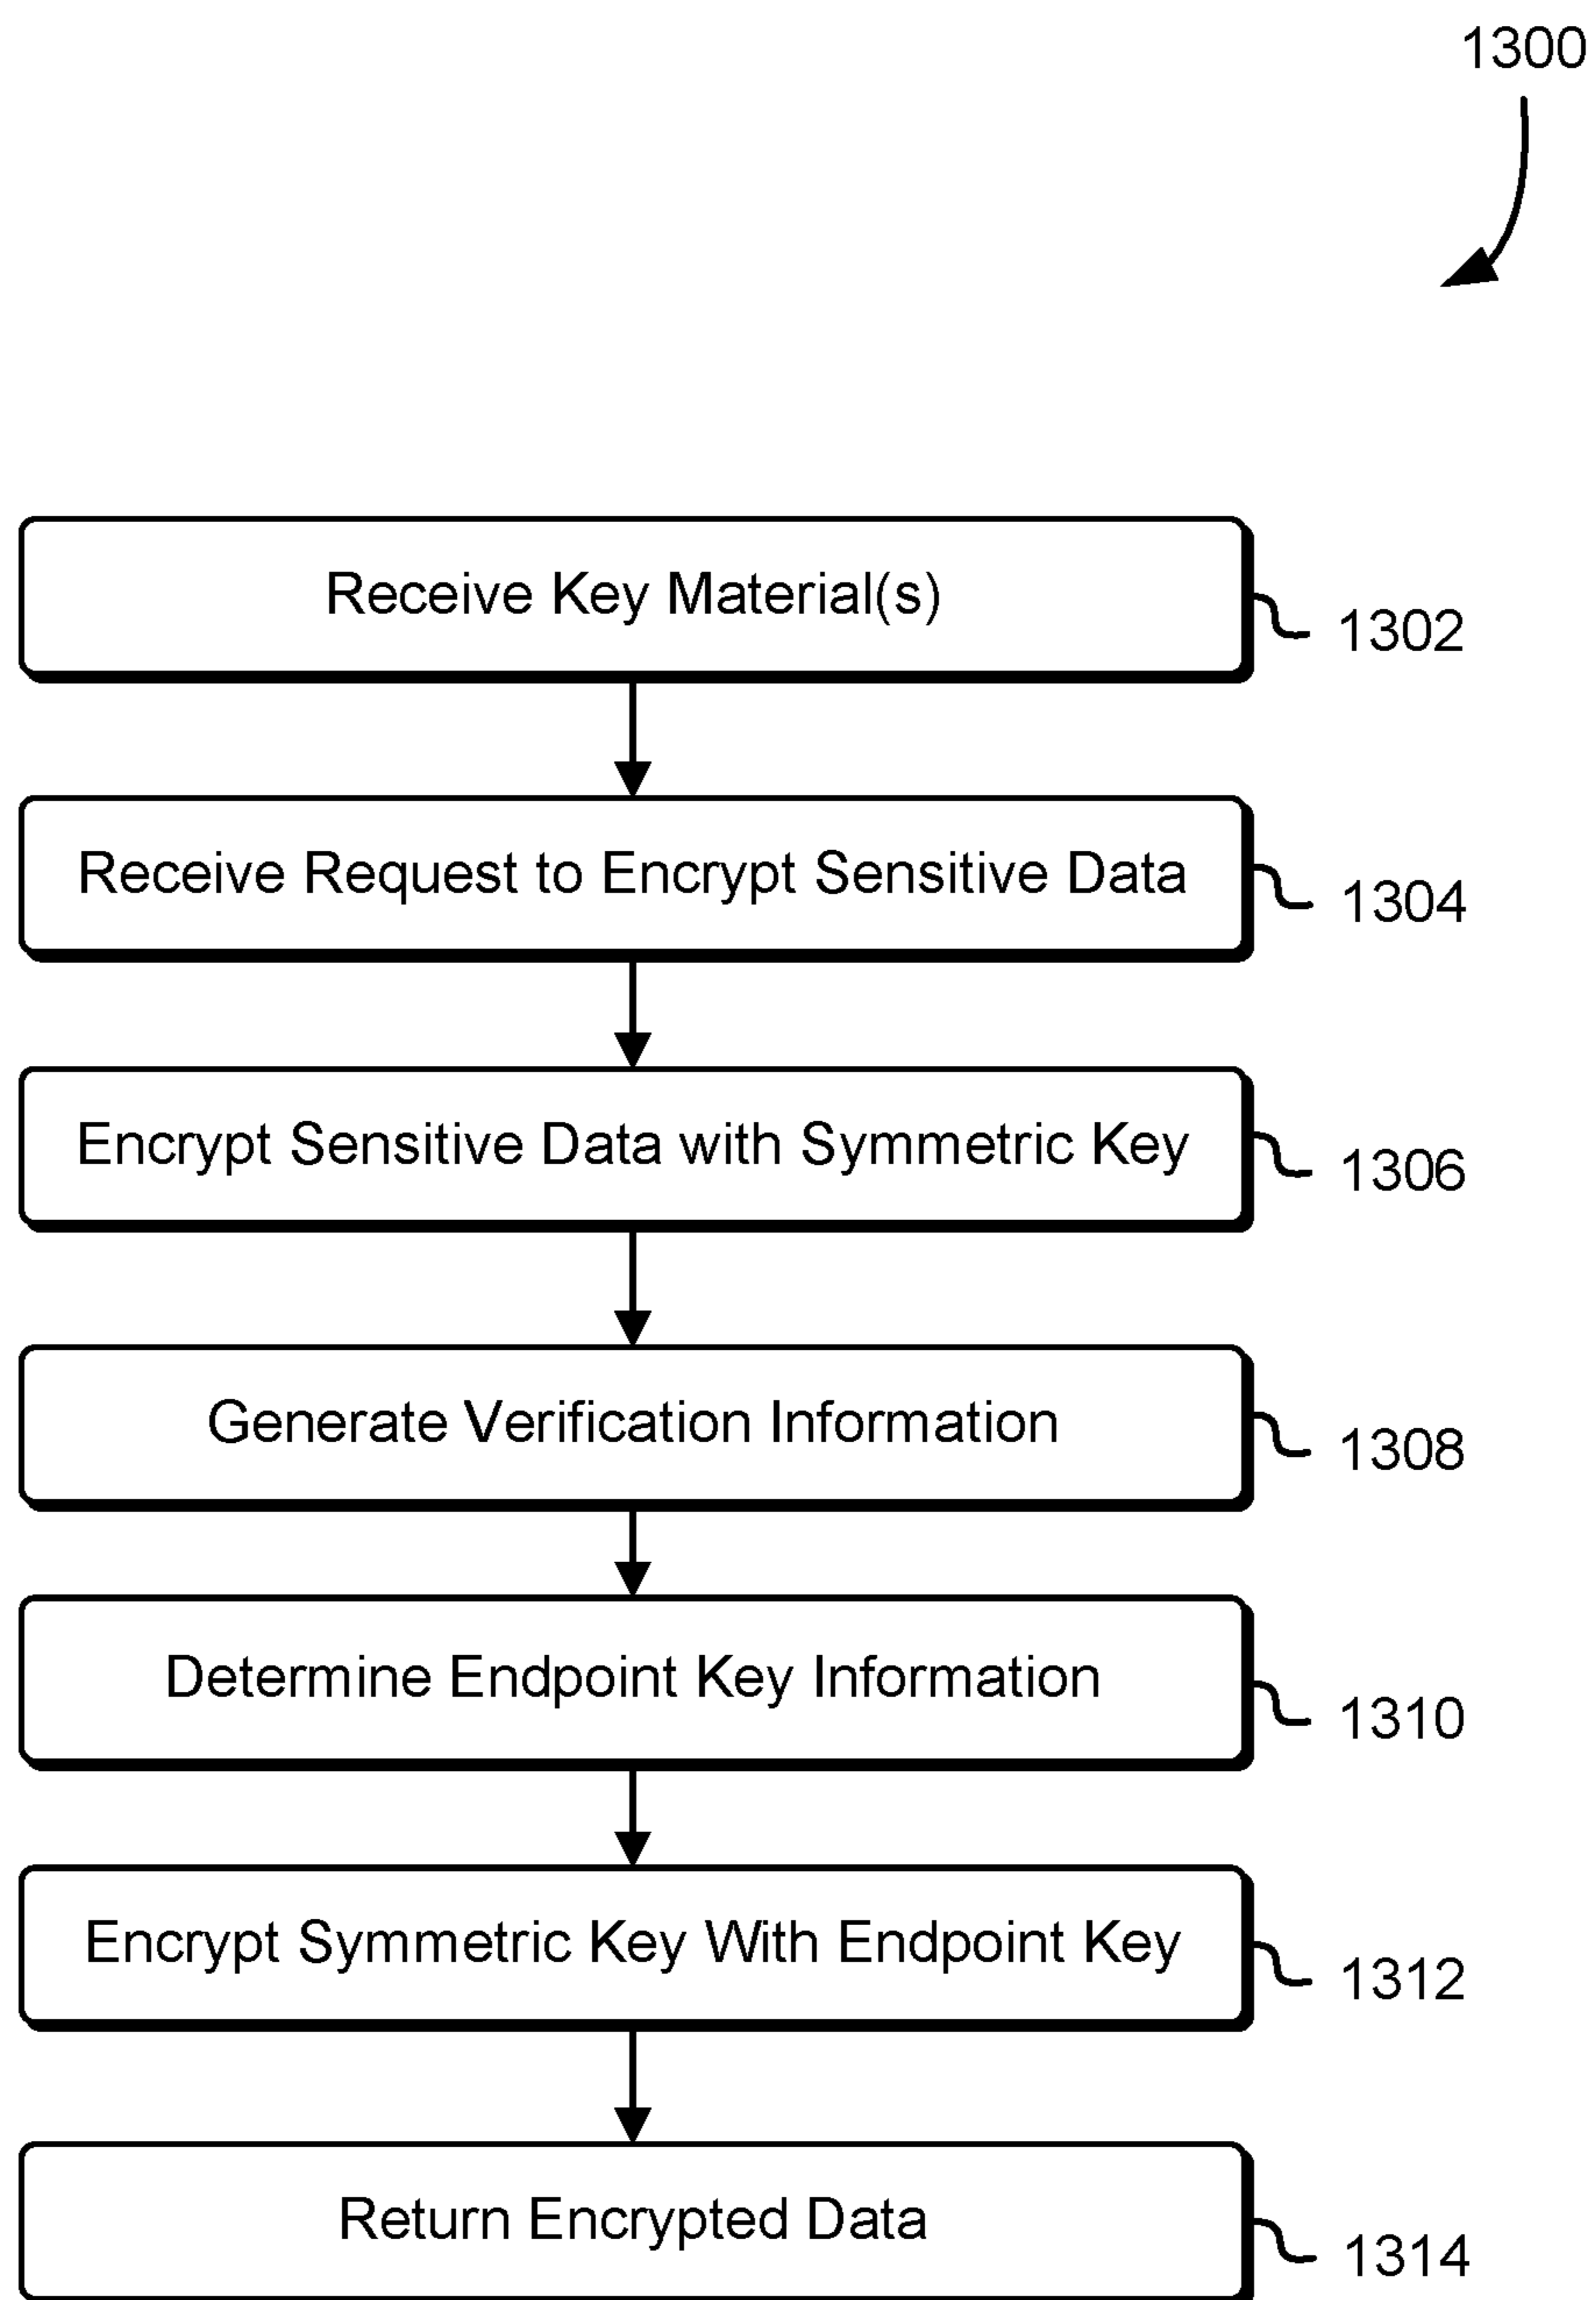 1300
Receive Key Material(s)
1302
Receive Request to Encrypt Sensitive Data
1304
Encrypt Sensitive Data with Symmetric Key
1306
Generate Verification Information
1308
Determine Endpoint Key Information
1310
Encrypt Symmetric Key With Endpoint Key
1312
Return Encrypted Data
1314